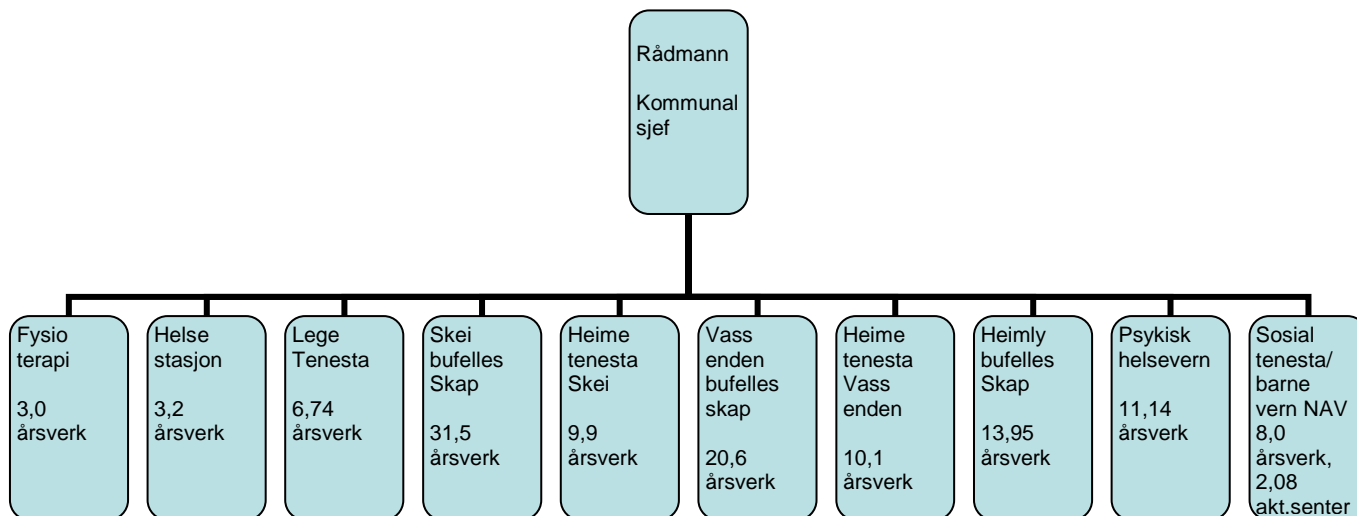 Rådmann
Kommunal
sjef
Fysio
terapi
3,0
årsverk
Helse
stasjon
3,2
årsverk
Lege
Tenesta
6,74
årsverk
Skei
bufelles
Skap
31,5
årsverk
Heime
tenesta
Skei
9,9
årsverk
Vass
enden
bufelles
skap
20,6
årsverk
Heime
tenesta
Vass
enden
10,1
årsverk
Heimly
bufelles
Skap
13,95
årsverk
Psykisk
helsevern
11,14
årsverk
Sosial
tenesta/
barne
vern NAV
8,0
årsverk,
2,08
akt.senter